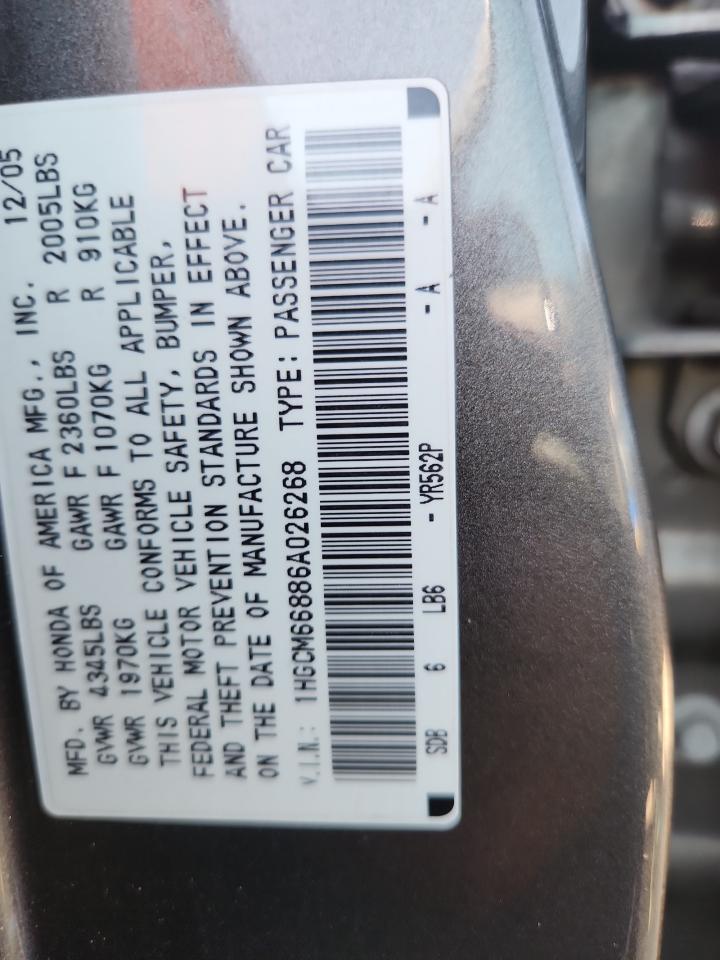 MFD. BY HONDA OF AMERICA MFG., INC. 12/05
GVWR 4345LBS GAWR F 2360LBS R 2005LBS
GVWR 1970KG GAWR F 1070KG R 910KG
THIS VEHICLE CONFORMS TO ALL APPLICABLE
FEDERAL MOTOR VEHICLE SAFETY, BUMPER,
AND THEFT PREVENTION STANDARDS IN EFFECT
ON THE DATE OF MANUFACTURE SHOWN ABOVE.
V.I.N.: 1HGCM66886A026268 TYPE: PASSENGER CAR
SDB 6 LB6 - YR562P - A - A